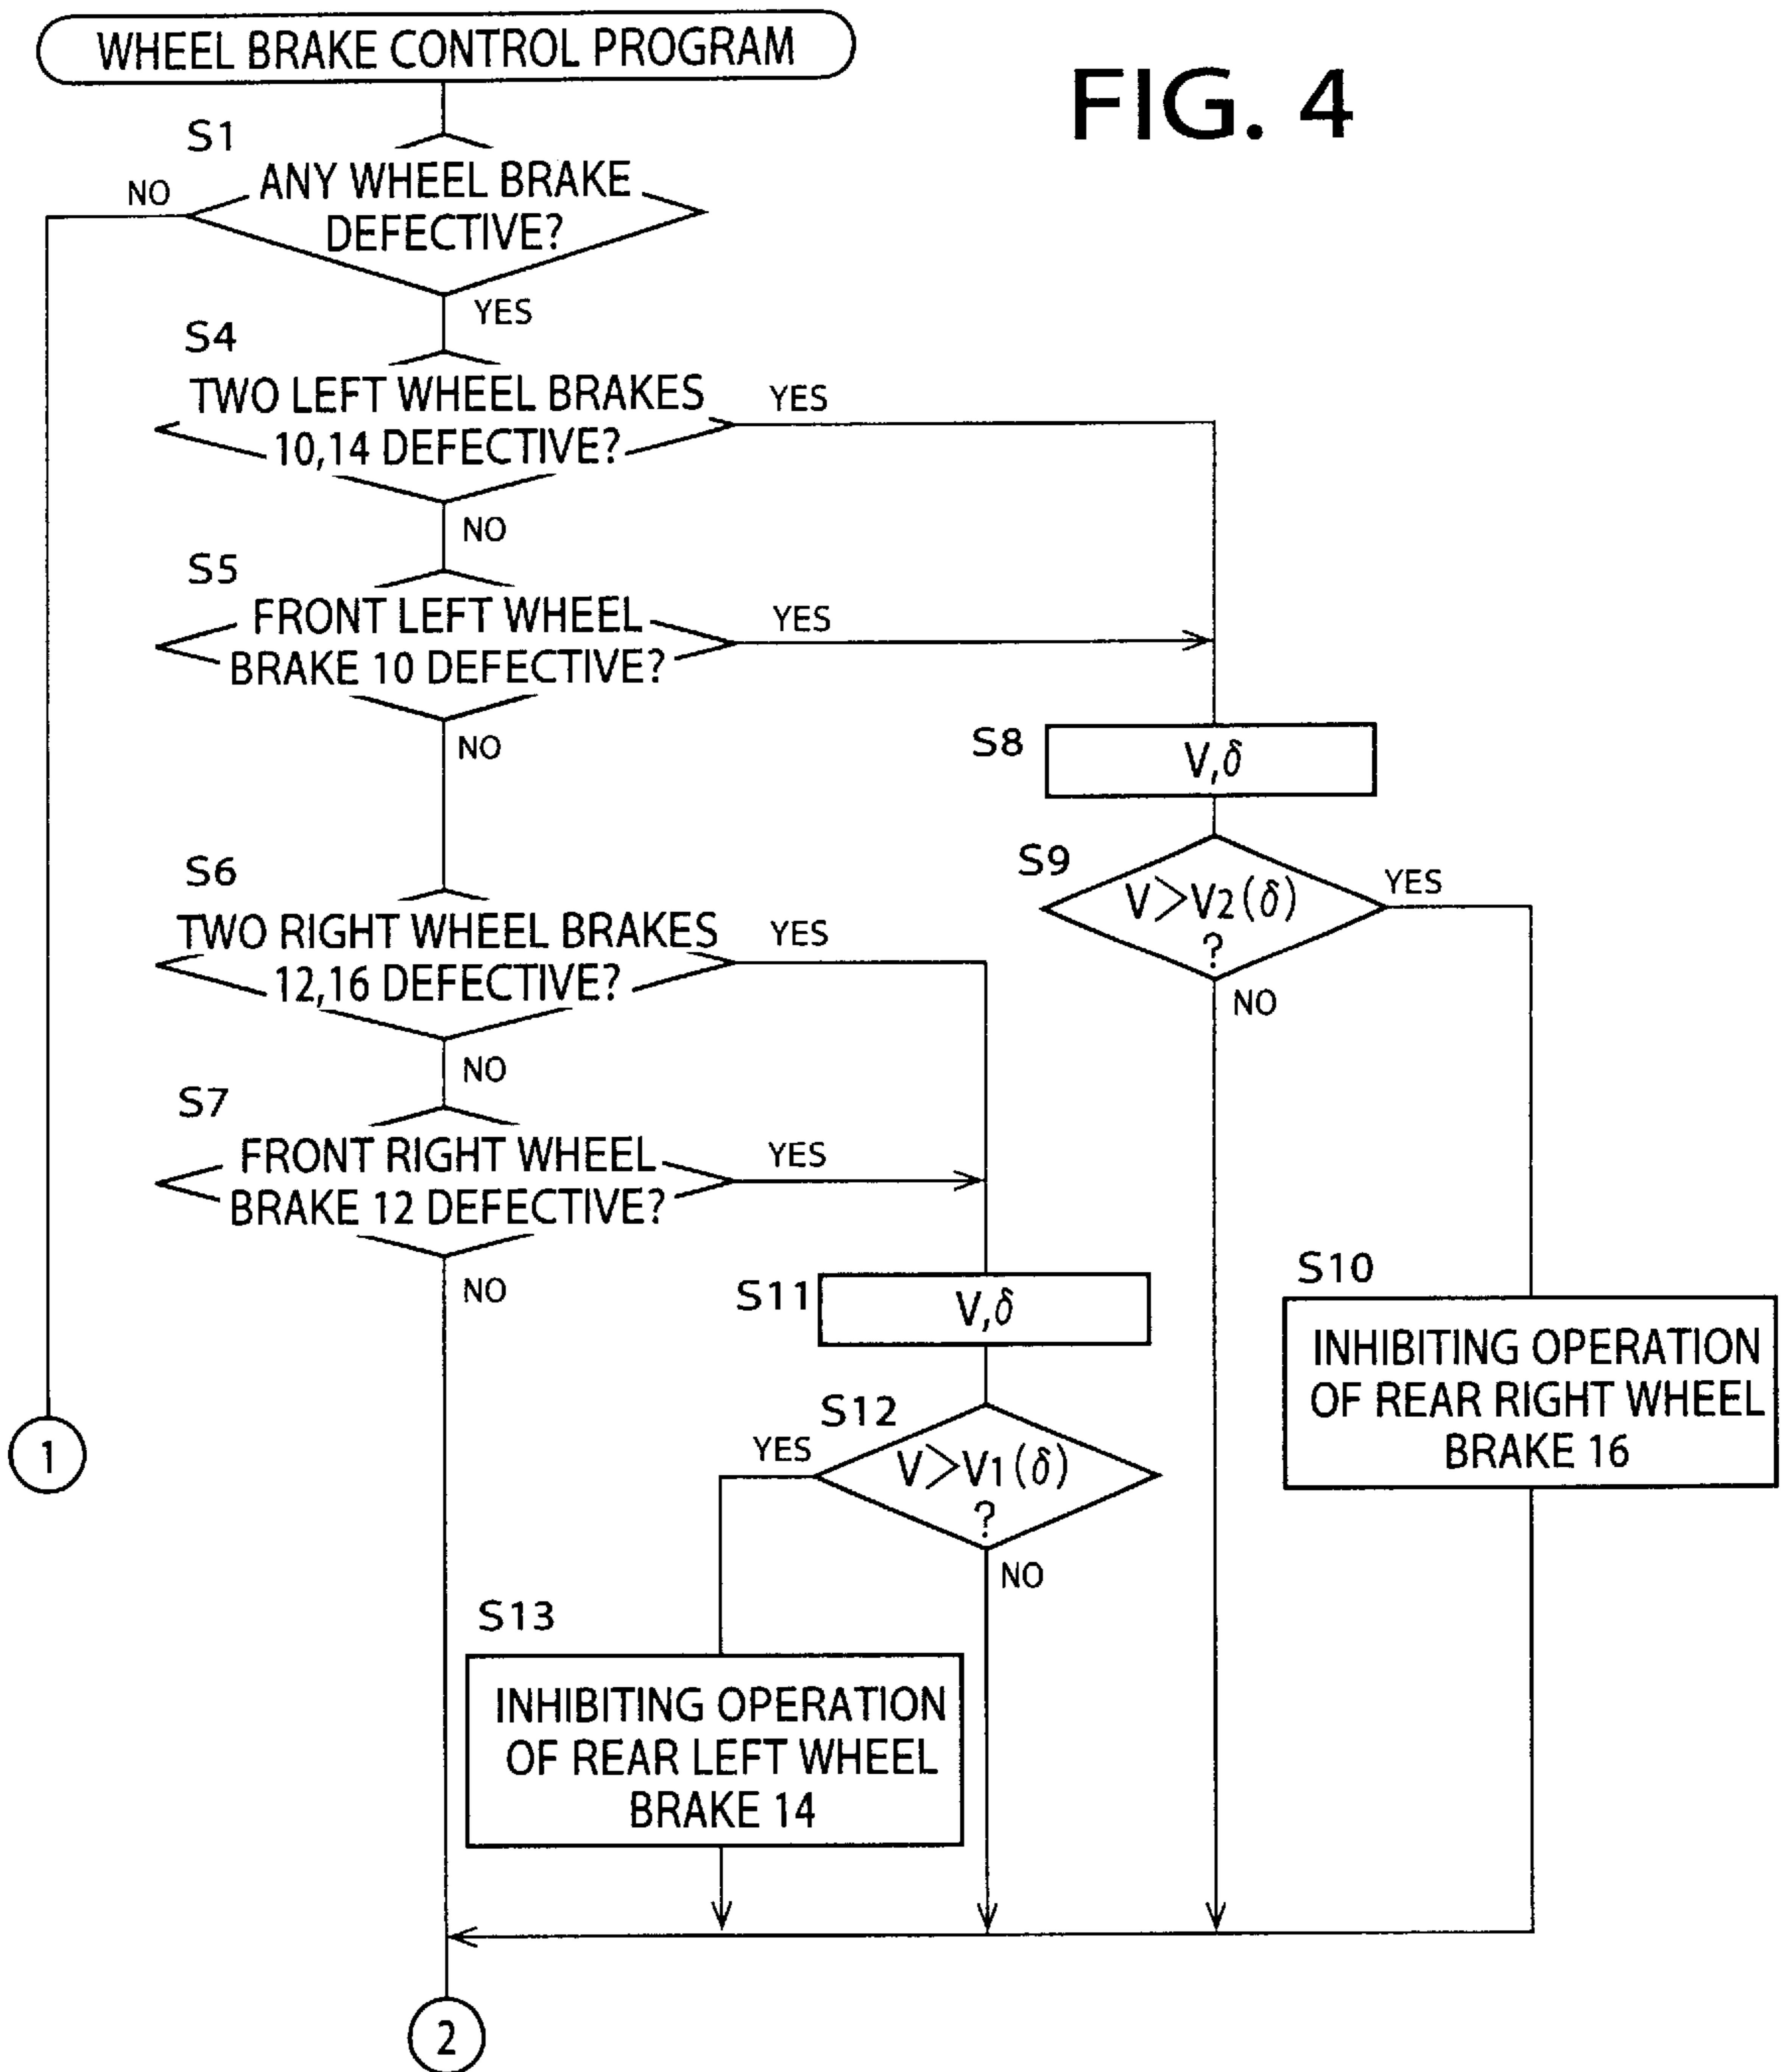 WHEEL BRAKE CONTROL PROGRAM
FIG. 4
S1
NO
ANY WHEEL BRAKE
DEFECTIVE?
YES
S4
TWO LEFT WHEEL BRAKES
10,14 DEFECTIVE?
YES
NO
S5
FRONT LEFT WHEEL
BRAKE 10 DEFECTIVE?
YES
NO
S8
V,δ
S9
V>V2(δ)
?
YES
NO
S6
TWO RIGHT WHEEL BRAKES
12,16 DEFECTIVE?
YES
NO
S7
FRONT RIGHT WHEEL
BRAKE 12 DEFECTIVE?
YES
NO
S11
V,δ
S10
INHIBITING OPERATION
OF REAR RIGHT WHEEL
BRAKE 16
S12
YES
V>V1(δ)
?
NO
1
S13
INHIBITING OPERATION
OF REAR LEFT WHEEL
BRAKE 14
2